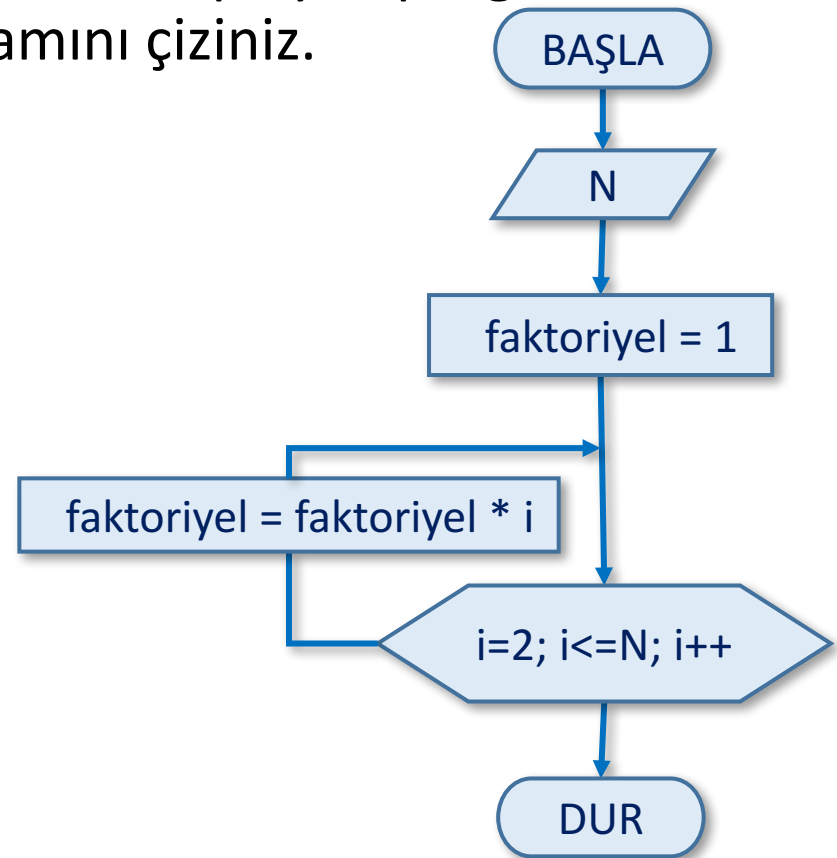 amını çiziniz.
BAŞLA
N
faktoriyel = 1
faktoriyel = faktoriyel * i
i=2; i<=N; i++
DUR